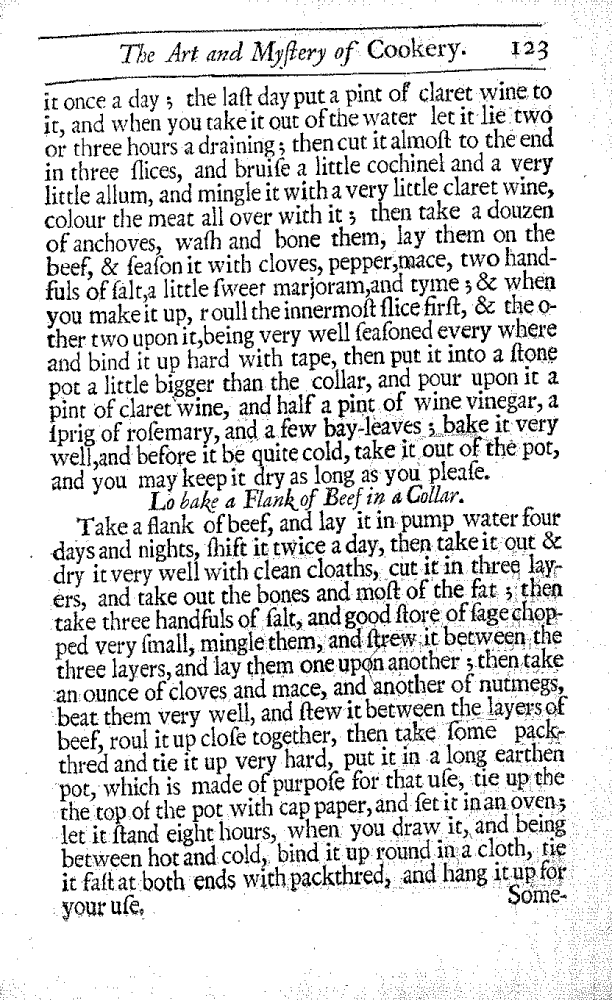 The Art and Myſtery of Cookery. 123
it once a day ; the laſt day put a pint of claret wine to
it, and when you take it out of the water let it lie two
or three hours a draining ; then cut it almoſt to the end
in three ſlices, and bruiſe a little cochinel and a very
little allum, and mingle it with a very little claret wine,
colour the meat all over with it ; then take a douzen
of anchoves, waſh and bone them, lay them on the
beef, & ſeaſon it with cloves, pepper,mace, two hand-
fuls of ſalt,a little ſweet marjoram,and tyme ; & when
you make it up, roull the innermoſt ſlice firſt, & the o-
ther two upon it,being very well ſeaſoned every where
and bind it up hard with tape, then put it into a ſtone
pot a little bigger than the collar, and pour upon it a
pint of claret wine, and half a pint of wine vinegar, a
ſprig of roſemary, and a few bay-leaves ; bake it very
well,and before it be quite cold, take it out of the pot,
and you may keep it dry as long as you pleaſe.
To bake a Flank of Beef in a Collar.
Take a flank of beef, and lay it in pump water four
days and nights, ſhift it twice a day, then take it out &
dry it very well with clean cloaths, cut it in three lay-
ers, and take out the bones and moſt of the fat ; then
take three handfuls of ſalt, and good ſtore of ſage chop-
ped very ſmall, mingle them, and ſtrew it between the
three layers, and lay them one upon another ; then take
an ounce of cloves and mace, and another of nutmegs,
beat them very well, and ſtew it between the layers of
beef, roul it up cloſe together, then take ſome pack-
thred and tie it up very hard, put it in a long earthen
pot, which is made of purpoſe for that uſe, tie up the
the top of the pot with cap paper, and ſet it in an oven ;
let it ſtand eight hours, when you draw it, and being
between hot and cold, bind it up round in a cloth, tie
it faſt at both ends with packthred, and hang it up for
your uſe.
Some-